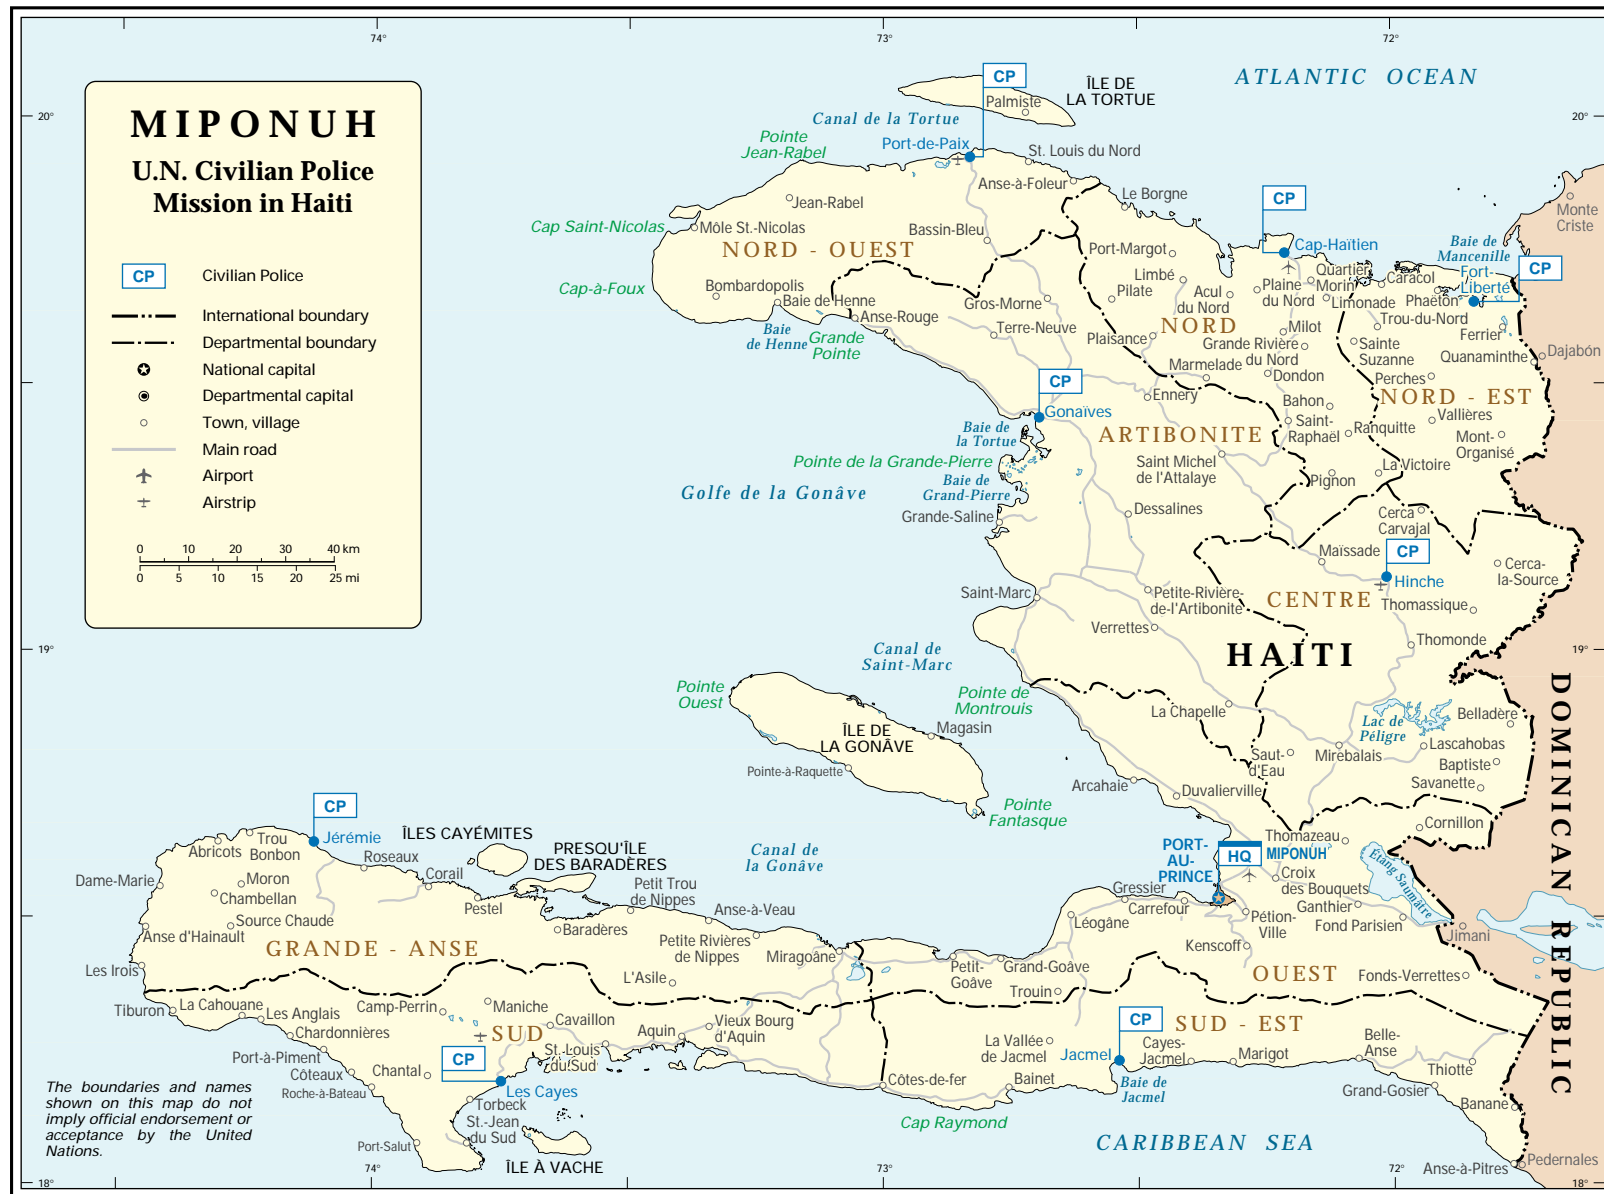 74°
73°
72°
MIPONUH
U.N. Civilian Police
Mission in Haiti
CP
Civilian Police
International boundary
Departmental boundary
National capital
Departmental capital
Town, village
Main road
Airport
Airstrip
0 10 20 30 40 km
0 5 10 15 20 25 mi
ATLANTIC OCEAN
20°
20°
CP
ÎLE DE
LA TORTUE
Palmiste
Canal de la Tortue
Pointe
Jean-Rabel
Port-de-Paix
St. Louis du Nord
Anse-à-Foleur
Le Borgne
CP
Monte
Criste
Jean-Rabel
Cap Saint-Nicolas
Môle St.-Nicolas
Bassin-Bleu
NORD - OUEST
Port-Margot
Cap-Haïtien
Baie de
Mancenille
Fort-
Liberté
CP
Cap-à-Foux
Bombardopolis
Baie de Henne
Anse-Rouge
Baie
de Henne
Grande
Pointe
Gros-Morne
Terre-Neuve
Limbé
Pilate
Acul
du Nord
Plaine
du Nord
Quartier
Morin
Limonade
Caracol
Phaëton
Trou-du-Nord
Ferrier
NORD
Milot
Plaisance
Grande Rivière
du Nord
Sainte
Suzanne
Quanaminthe
Dajabón
Marmelade
Dondon
Perches
CP
Gonaïves
Ennery
Bahon
NORD - EST
Saint-
Raphaël
Ranquitte
Vallières
Mont-
Organisé
Baie de
la Tortue
ARTIBONITE
Pointe de la Grande-Pierre
Baie de
Grand-Pierre
Golfe de la Gonâve
Saint Michel
de l'Attalaye
La Victoire
Pignon
Grande-Saline
Dessalines
Cerca
Carvajal
Maïssade
CP
Hinche
Cerca-
la-Source
Saint-Marc
Petite-Rivière-
de-l'Artibonite
CENTRE
Thomassique
Verrettes
Thomonde
19°
19°
HAITI
Canal de
Saint-Marc
Pointe
Ouest
Pointe de
Montrouis
La Chapelle
Lac de
Péligre
Belladère
Magasin
ÎLE DE
LA GONÂVE
Pointe-à-Raquette
Saut-
d'Eau
Mirebalais
Lascahobas
Baptiste
Savanette
Arcahaie
Duvalierville
Pointe
Fantasque
DOMINICAN REPUBLIC
CP
Jérémie
ÎLES CAYÉMITES
PRESQU'ÎLE
DES BARADÈRES
Canal de
la Gonâve
PORT-
AU-
PRINCE
HQ
MIPONUH
Thomazeau
Cornillon
Étang Saumâtre
Abricots
Trou
Bonbon
Roseaux
Corail
Dame-Marie
Moron
Chambellan
Pestel
Petit Trou
de Nippes
Anse-à-Veau
Gressier
Carrefour
Croix
des Bouquets
Ganthier
Source Chaude
Anse d'Hainault
Baradères
Petite Rivières
de Nippes
Miragoâne
Léogâne
Pétion-
Ville
Fond Parisien
Jimani
GRANDE - ANSE
Kenscoff
Les Irois
L'Asile
Petit-
Goâve
Grand-Goâve
Trouin
OUEST
Fonds-Verrettes
Tiburon
La Cahouane
Les Anglais
Camp-Perrin
Maniche
Cavaillon
Chardonnières
SUD
Aquin
Vieux Bourg
d'Aquin
CP
SUD - EST
Port-à-Piment
Côteaux
Roche-à-Bateau
Chantal
CP
St. Louis
du Sud
La Vallée
de Jacmel
Jacmel
Cayes-
Jacmel
Marigot
Belle-
Anse
Thiotte
Les Cayes
Côtes-de-fer
Bainet
Baie de
Jacmel
Grand-Gosier
Banane
Torbeck
St.-Jean
du Sud
Cap Raymond
Port-Salut
ÎLE À VACHE
CARIBBEAN SEA
Anse-à-Pitres
Pedernales
The boundaries and names
shown on this map do not
imply official endorsement or
acceptance by the United
Nations.
18°
74°
73°
72°
18°